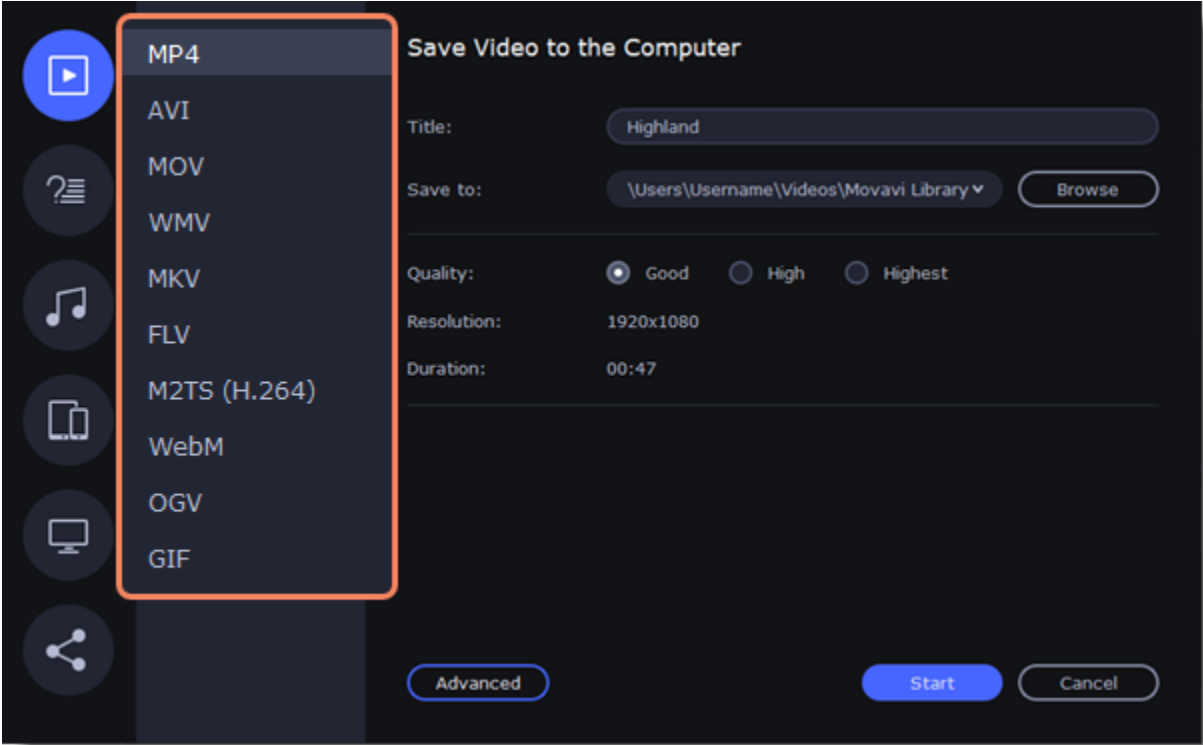 MP4
AVI
MOV
WMV
MKV
FLV
M2TS (H.264)
WebM
OGV
GIF
Save Video to the Computer
Title: Highland
Save to: \Users\Username\Videos\Movavi Library Browse
Quality: Good High Highest
Resolution: 1920x1080
Duration: 00:47
Advanced Start Cancel